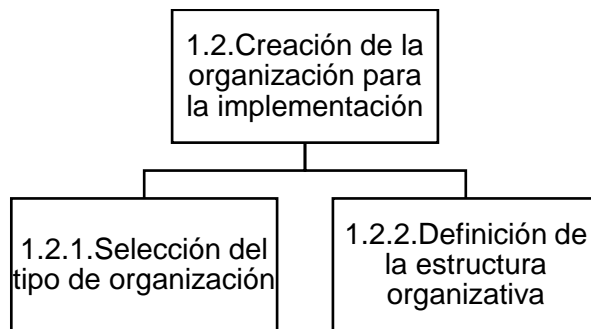 1.2.Creación de la
organización para
la implementación
1.2.1.Selección del
tipo de organización
1.2.2.Definición de
la estructura
organizativa